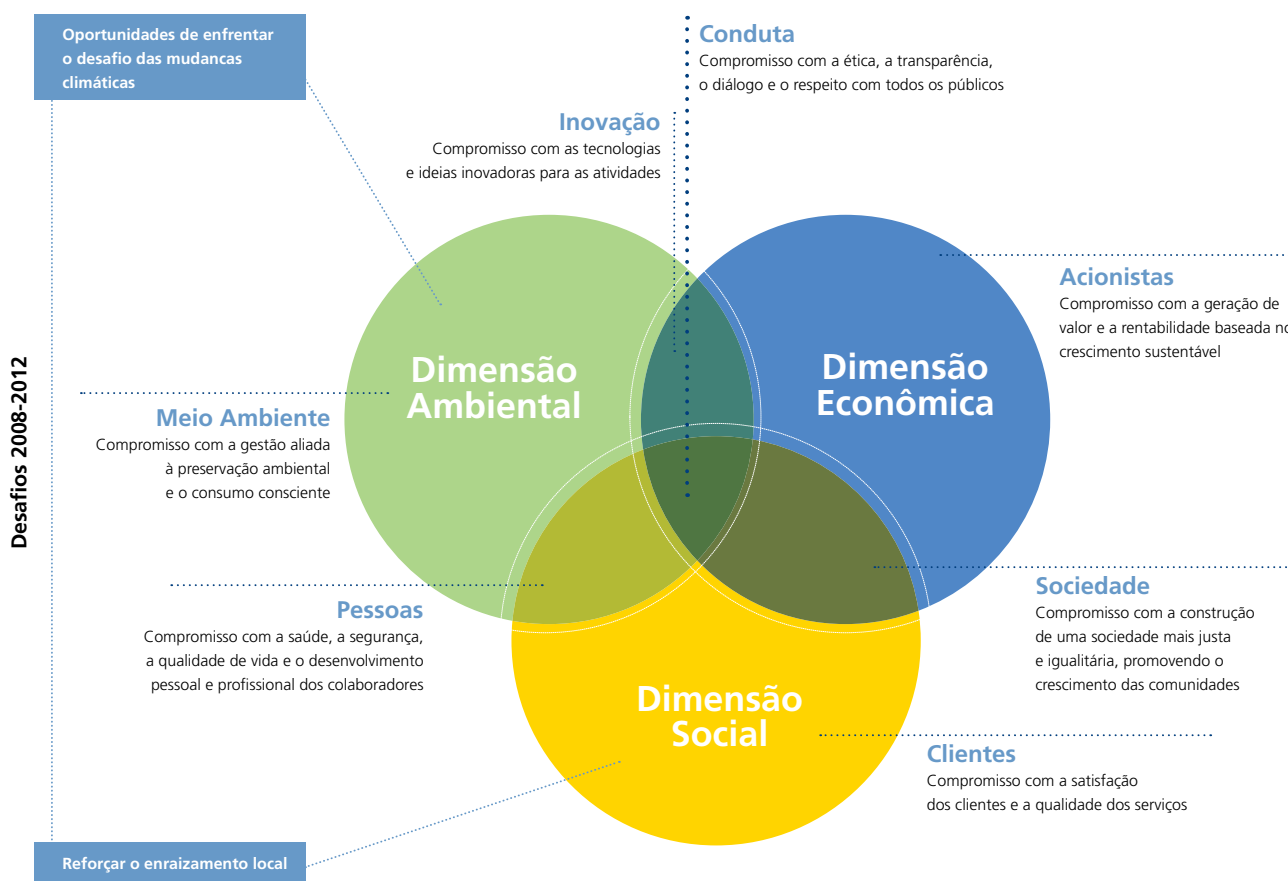 Oportunidades de enfrentar
o desafio das mudancas
climáticas
Conduta
Compromisso com a ética, a transparência,
o diálogo e o respeito com todos os públicos
Inovação
Compromisso com as tecnologias
e ideias inovadoras para as atividades
Acionistas
Compromisso com a geração de
valor e a rentabilidade baseada no
crescimento sustentável
Dimensão
Ambiental
Dimensão
Econômica
Desafios 2008-2012
Meio Ambiente
Compromisso com a gestão aliada
à preservação ambiental
e o consumo consciente
Pessoas
Compromisso com a saúde, a segurança,
a qualidade de vida e o desenvolvimento
pessoal e profissional dos colaboradores
Sociedade
Compromisso com a construção
de uma sociedade mais justa
e igualitária, promovendo o
crescimento das comunidades
Dimensão
Social
Clientes
Compromisso com a satisfação
dos clientes e a qualidade dos serviços
Reforçar o enraizamento local